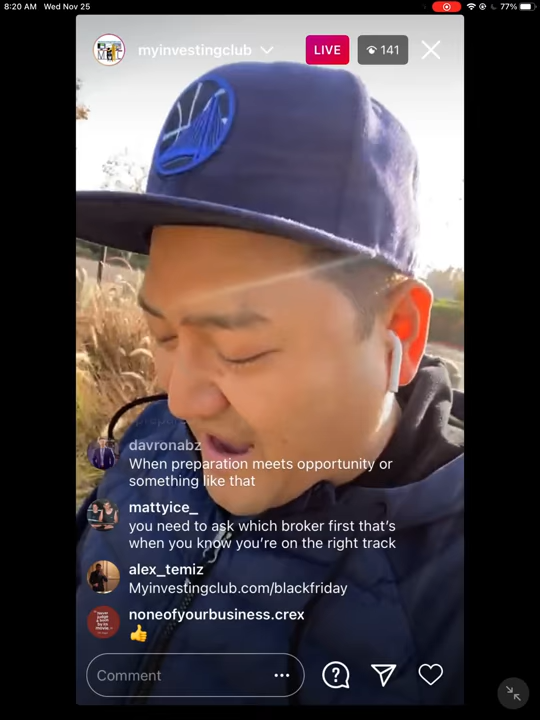 8:20 AM Wed Nov 25
77%
myinvestingclub
LIVE
141
davronabz
When preparation meets opportunity or
something like that
mattyice_
you need to ask which broker first that's
when you know you're on the right track
alex_temiz
Myinvestingclub.com/blackfriday
noneofyourbusiness.crex
👍
Comment